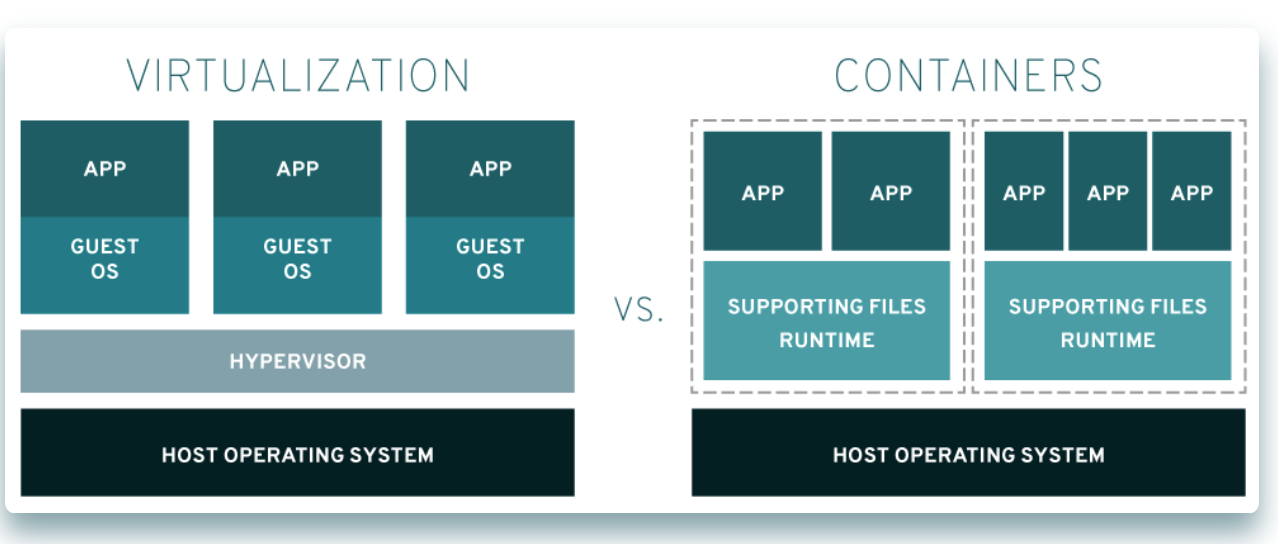 VIRTUALIZATION
APP
APP
APP
GUEST
OS
GUEST
OS
GUEST
OS
HYPERVISOR
HOST OPERATING SYSTEM
VS.
CONTAINERS
APP
APP
APP
APP
APP
SUPPORTING FILES
RUNTIME
SUPPORTING FILES
RUNTIME
HOST OPERATING SYSTEM